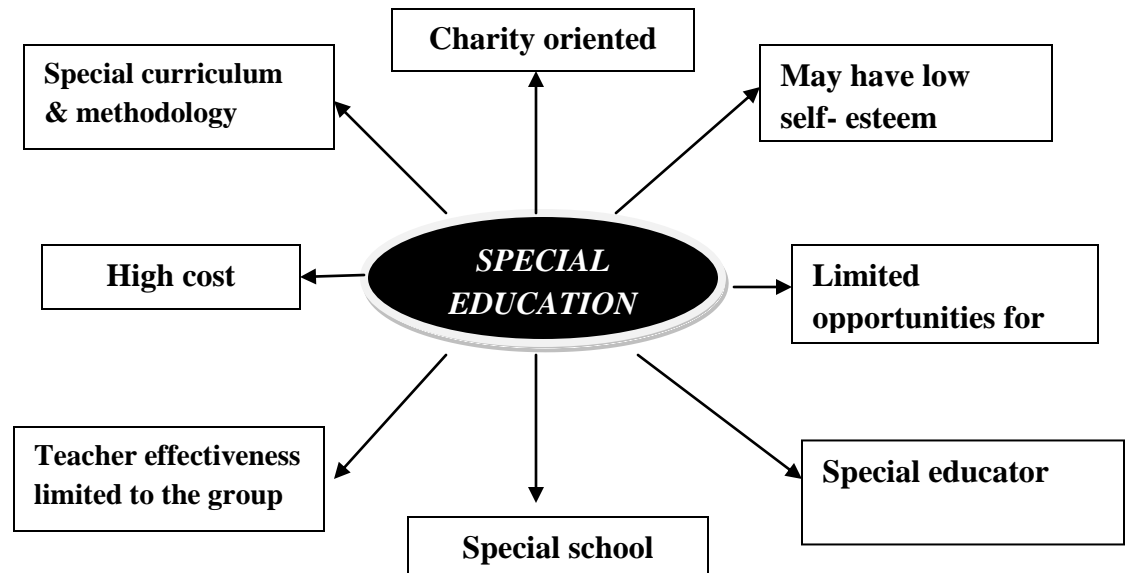 Charity oriented
Special curriculum
& methodology
May have low
self- esteem
High cost
SPECIAL
EDUCATION
Limited
opportunities for
Teacher effectiveness
limited to the group
Special school
Special educator